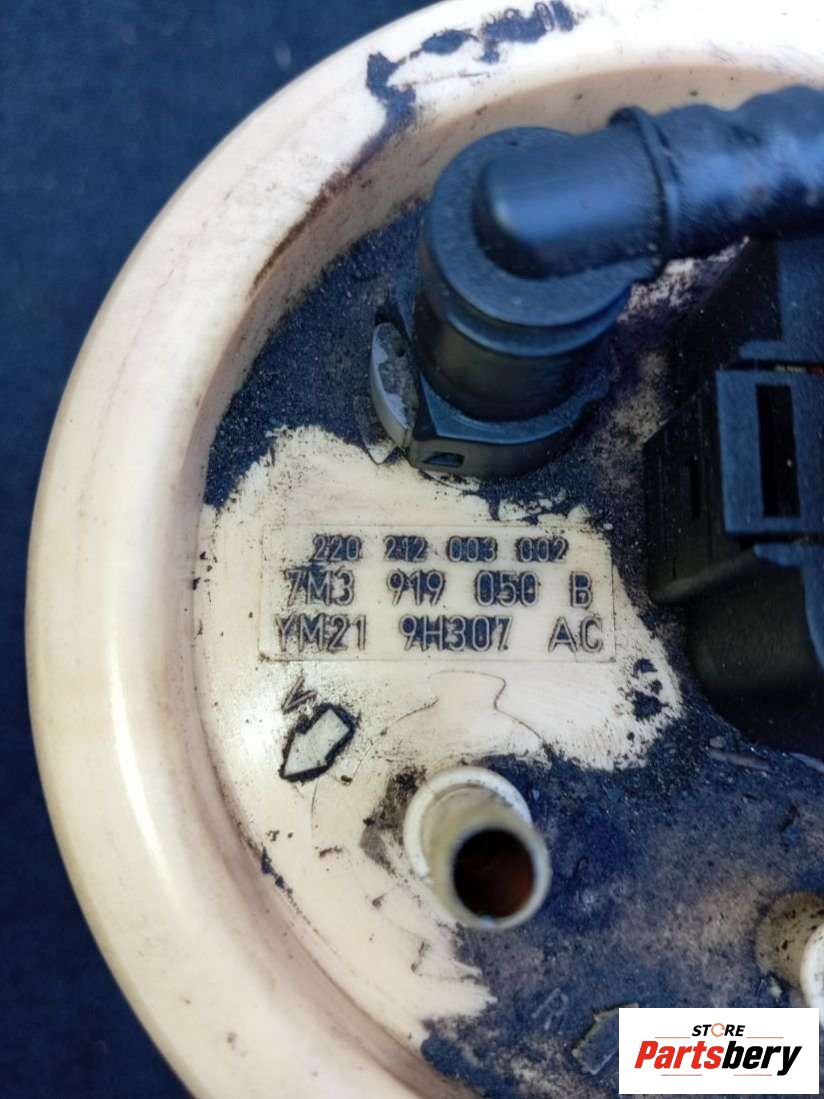 220 212 003 002
7M3 919 050 B
YM21 9H307 AC
V
R
STORE
Partsbery